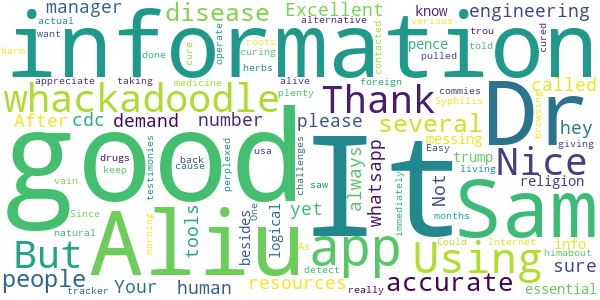 actual
manager disease Excellent alternative know engineering verious
harm want operate done cure roots contacted trou
information
appreciate taking curing herbs pence told pulled cured
medicine alive plenty foreign commies Syphilis
whackadoodle Thank Dr
After cdc demand number please several called browsing
hey messing Easy giving
good It Nice
drugs back cause usa always whatsapp trump living
vain keep testimonies perplexed challenges saw Not religion
Since yet immediately months Sam
natural Aliu tools One logical app Could Internet info himabout
morning besides As detect Using
But resources really accurate sure
people Your human essential
tracker